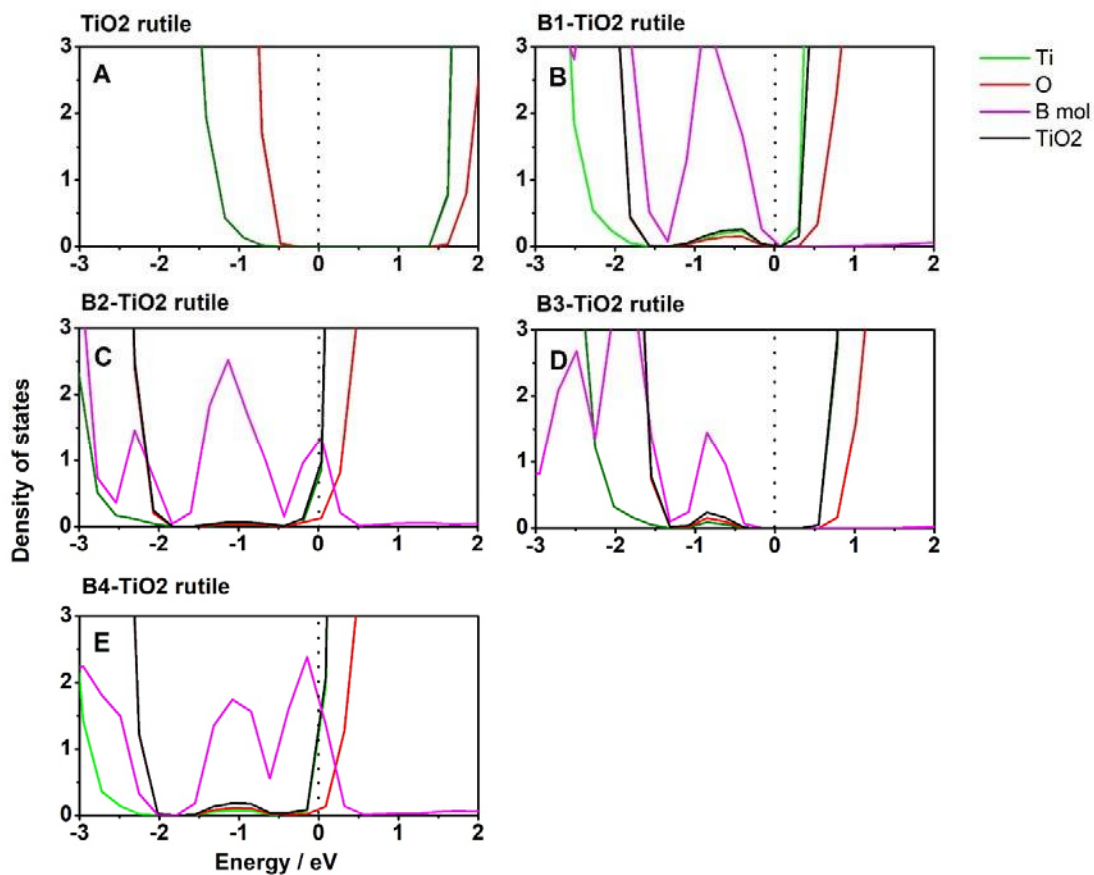 TiO2 rutile
B1-TiO2 rutile
A
B
Ti
O
B mol
TiO2
3
2
1
0
-3 -2 -1 0 1 2
3
2
1
0
-3 -2 -1 0 1 2
B2-TiO2 rutile
B3-TiO2 rutile
C
D
3
2
1
0
-3 -2 -1 0 1 2
3
2
1
0
-3 -2 -1 0 1 2
Density of states
B4-TiO2 rutile
E
3
2
1
0
-3 -2 -1 0 1 2
Energy / eV